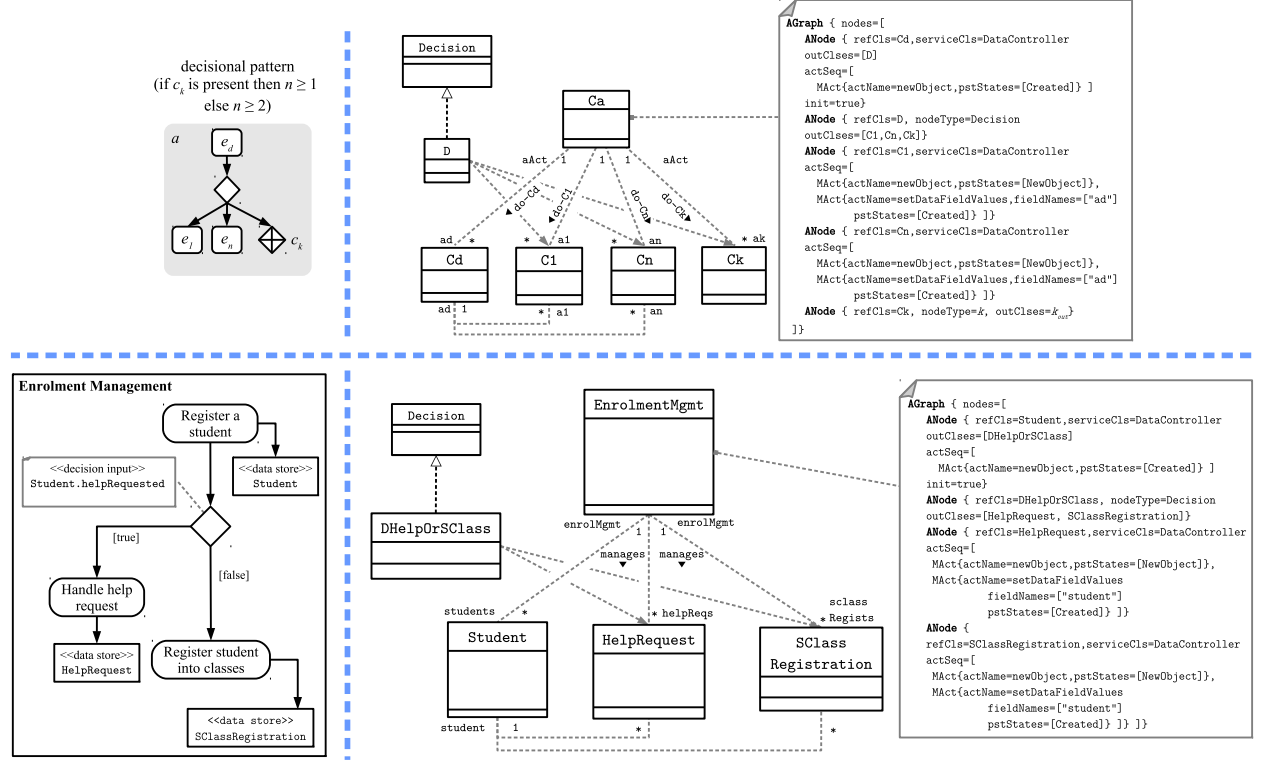 decisional pattern
(if ck is present then n ≥ 1
else n ≥ 2)
a
ed
e1
en
ck
Decision
D
Ca
aAct
1
1
1
aAct
do-Cd
do-C1
do-Cn
do-Ck
ad
*
*
a1
*
an
* ak
Cd
C1
Cn
Ck
ad
1
*
a1
*
an
AGraph { nodes=[
ANode { refCls=Cd,serviceCls=DataController
outClses=[D]
actSeq=[
MAct{actName=newObject,pstStates=[Created]} ]
init=true}
ANode { refCls=D, nodeType=Decision
outClses=[C1,Cn,Ck]}
ANode { refCls=C1,serviceCls=DataController
actSeq=[
MAct{actName=newObject,pstStates=[NewObject]},
MAct{actName=setDataFieldValues,fieldNames=["ad"]
pstStates=[Created]} ]}
ANode { refCls=Cn,serviceCls=DataController
actSeq=[
MAct{actName=newObject,pstStates=[NewObject]},
MAct{actName=setDataFieldValues,fieldNames=["ad"]
pstStates=[Created]} ]}
ANode { refCls=Ck, nodeType=k, outClses=kout}
]}
Enrolment Management
Register a
student
<<decision input>>
Student.helpRequested
<<data store>>
Student
[true]
[false]
Handle help
request
<<data store>>
HelpRequest
Register student
into classes
<<data store>>
SClassRegistration
Decision
DHelpOrSClass
EnrolmentMgmt
enrolMgmt
1
1
enrolMgmt
manages
manages
students
*
* helpReqs
sclass
* Regists
Student
HelpRequest
SClass
Registration
student
1
*
*
AGraph { nodes=[
ANode { refCls=Student,serviceCls=DataController
outClses=[DHelpOrSClass]
actSeq=[
MAct{actName=newObject,pstStates=[Created]} ]
init=true}
ANode { refCls=DHelpOrSClass, nodeType=Decision
outClses=[HelpRequest, SClassRegistration]}
ANode { refCls=HelpRequest,serviceCls=DataController
actSeq=[
MAct{actName=newObject,pstStates=[NewObject]},
MAct{actName=setDataFieldValues
fieldNames=["student"]
pstStates=[Created]} ]}
ANode {
refCls=SClassRegistration,serviceCls=DataController
actSeq=[
MAct{actName=newObject,pstStates=[NewObject]},
MAct{actName=setDataFieldValues
fieldNames=["student"]
pstStates=[Created]} ]} ]}